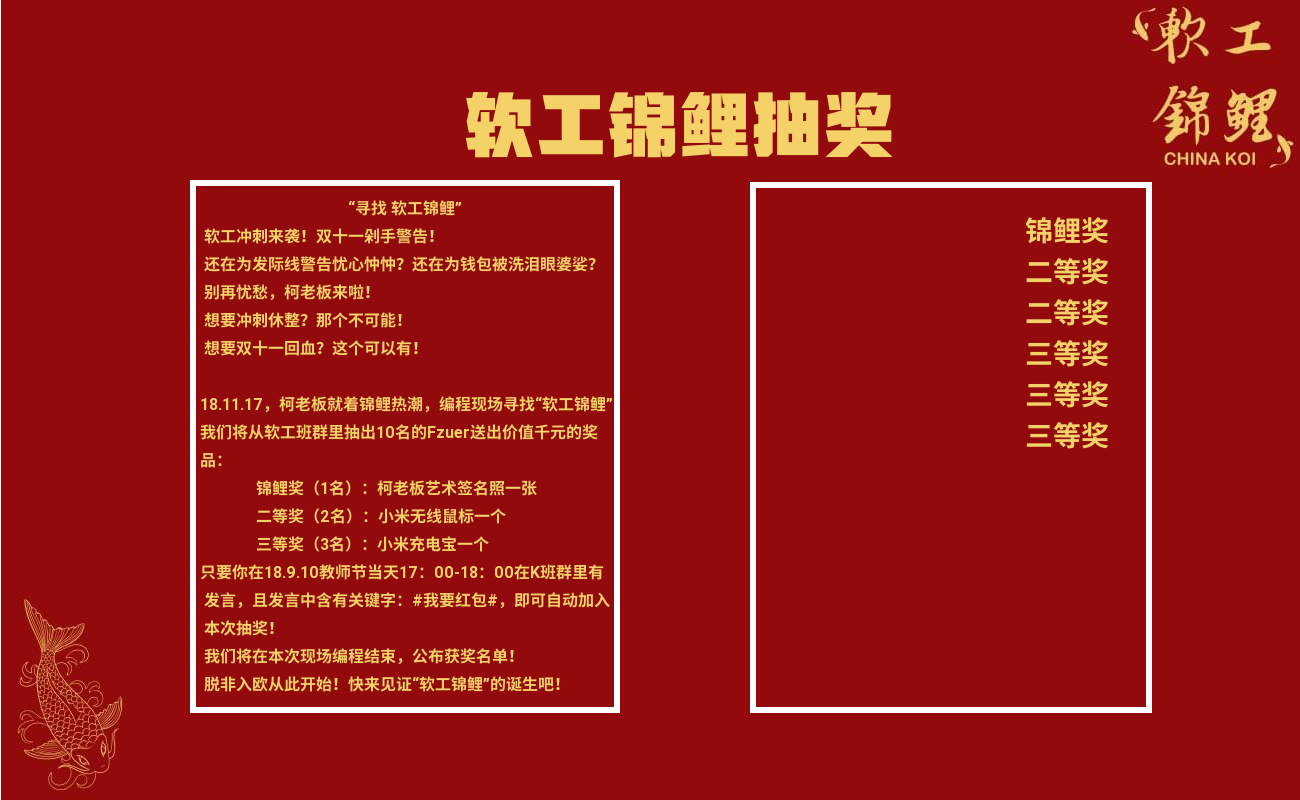 軟工
錦鲤
CHINA KOI
软工锦鲤抽奖
“寻找 软工锦鲤”
软工冲刺来袭！双十一剁手警告！
还在为发际线警告忧心忡忡？还在为钱包被洗泪眼婆娑？
别再忧愁，柯老板来啦！
想要冲刺休整？那个不可能！
想要双十一回血？这个可以有！
18.11.17，柯老板就着锦鲤热潮，编程现场寻找“软工锦鲤”
我们将从软工班群里抽出10名的Fzuer送出价值千元的奖
品：
锦鲤奖（1名）：柯老板艺术签名照一张
二等奖（2名）：小米无线鼠标一个
三等奖（3名）：小米充电宝一个
只要你在18.9.10教师节当天17：00-18：00在K班群里有
发言，且发言中含有关键字：#我要红包#，即可自动加入
本次抽奖！
我们将在本次现场编程结束，公布获奖名单！
脱非入欧从此开始！快来见证“软工锦鲤”的诞生吧！
锦鲤奖
二等奖
二等奖
三等奖
三等奖
三等奖